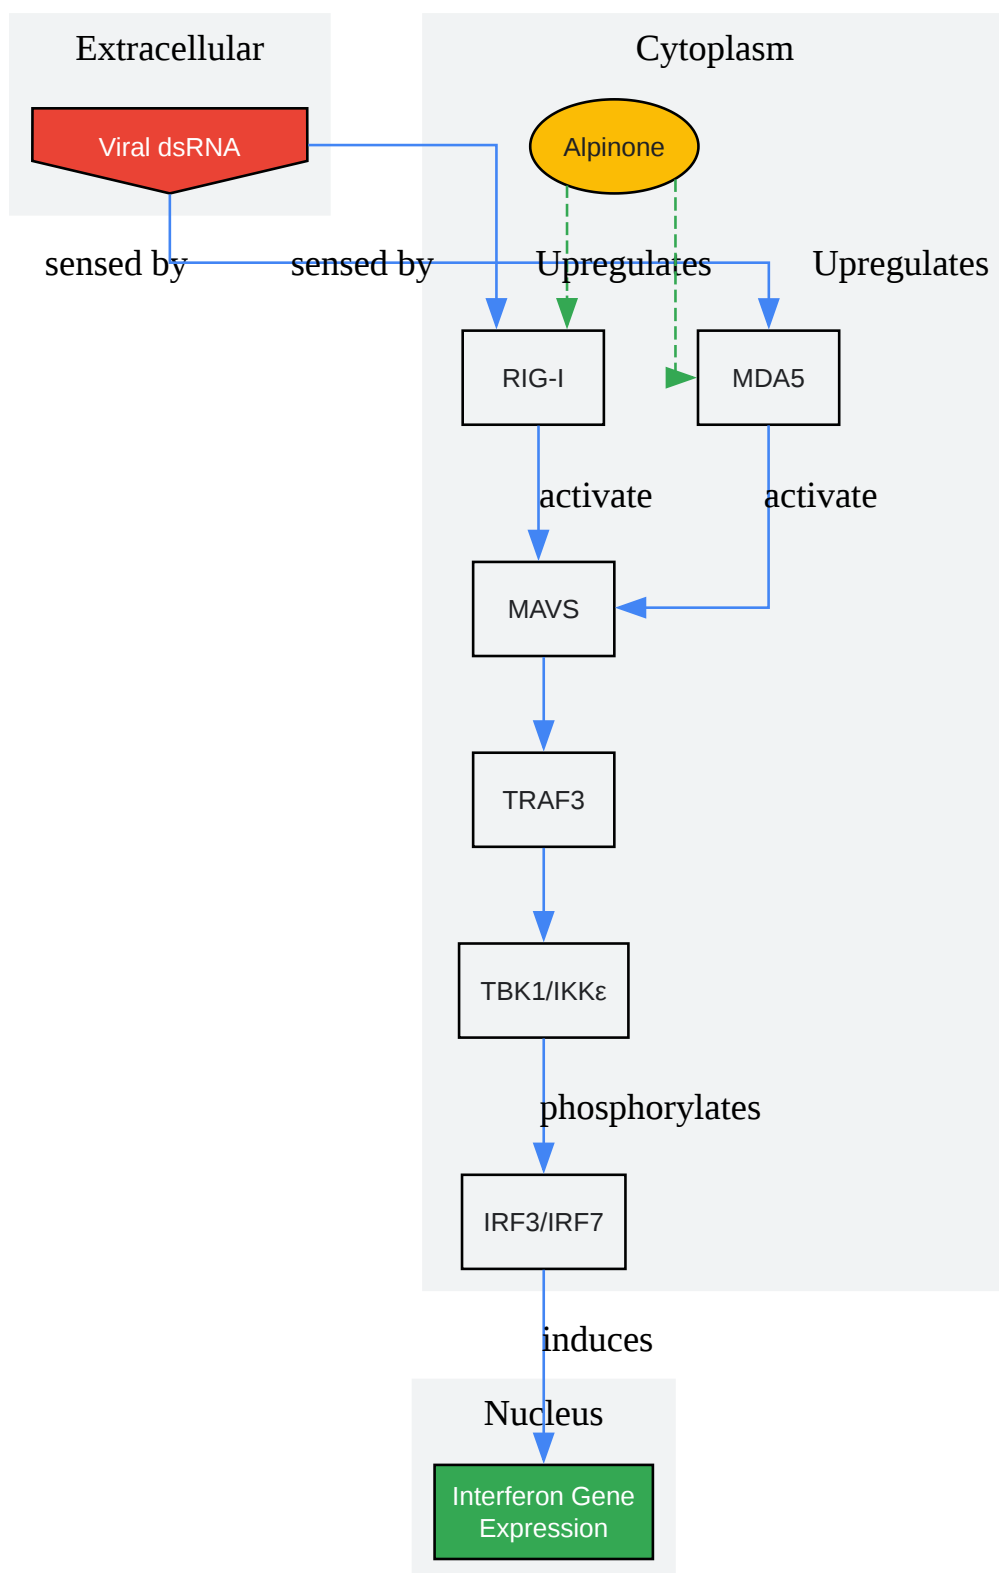 Extracellular
Cytoplasm
Viral dsRNA
Alpinone
sensed by
sensed by
Upregulates
Upregulates
RIG-I
MDA5
activate
activate
MAVS
TRAF3
TBK1/IKKε
phosphorylates
IRF3/IRF7
induces
Nucleus
Interferon Gene
Expression